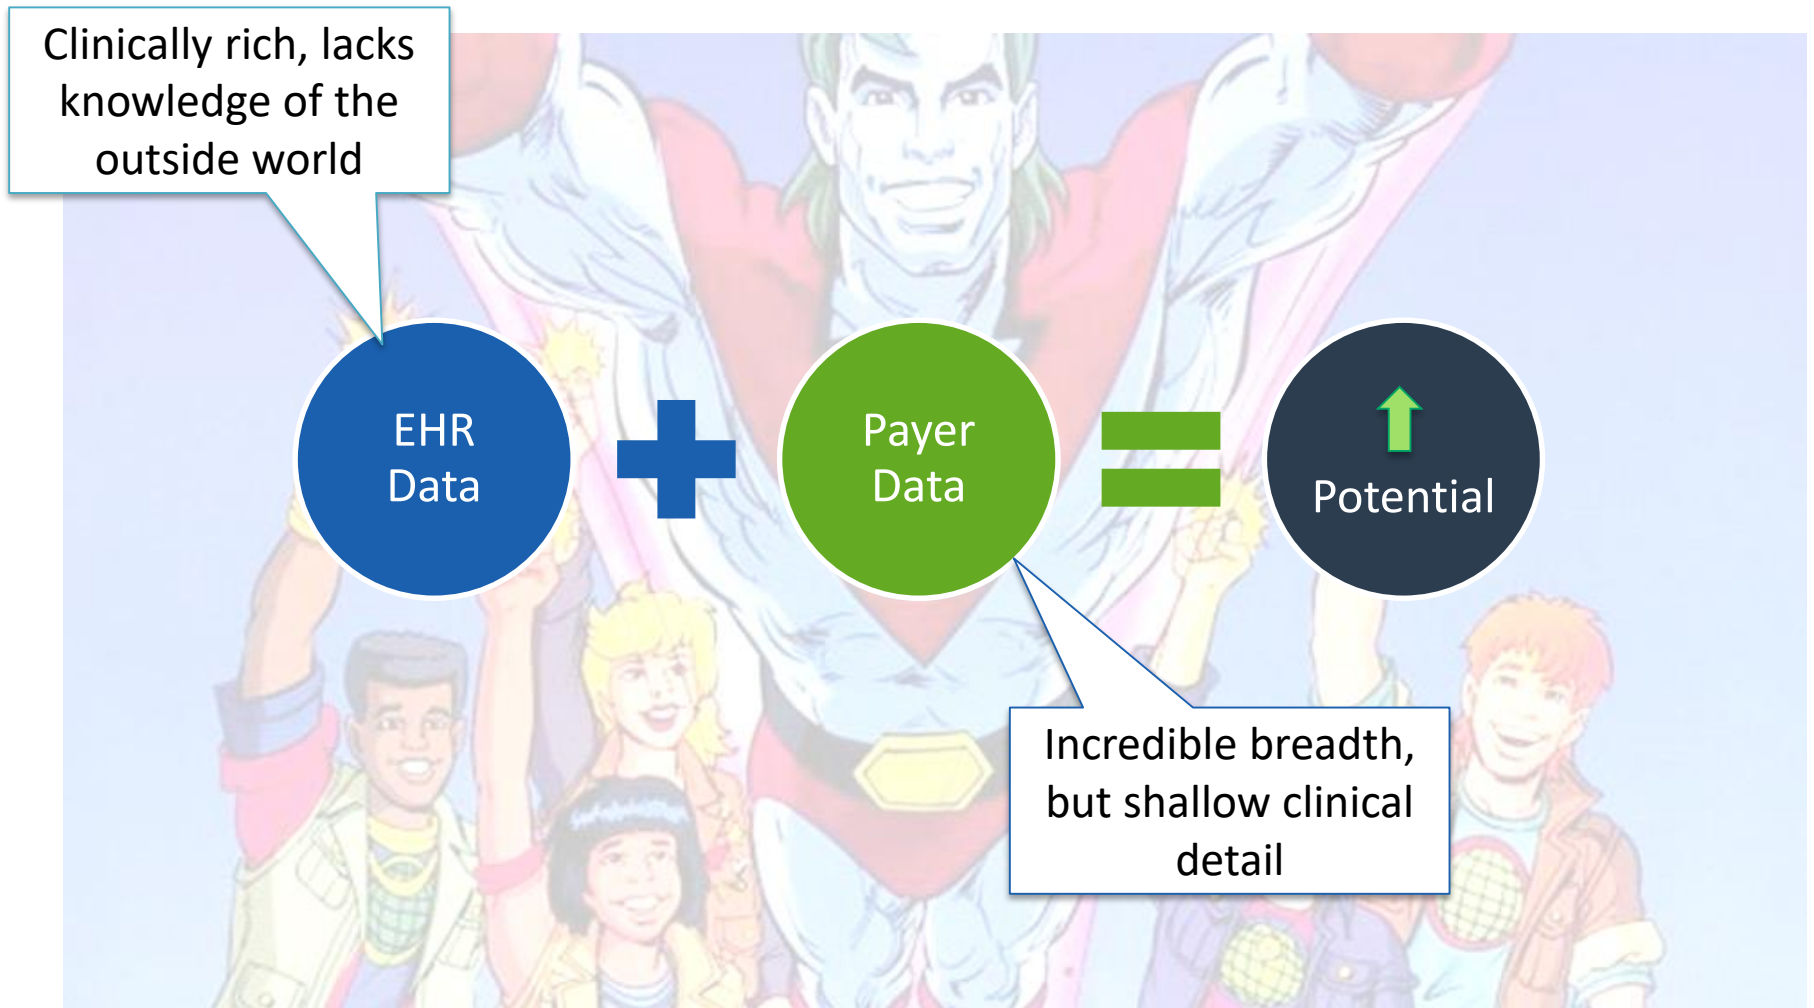 Clinically rich, lacks
knowledge of the
outside world
EHR
Data
Payer
Data
Potential
Incredible breadth,
but shallow clinical
detail